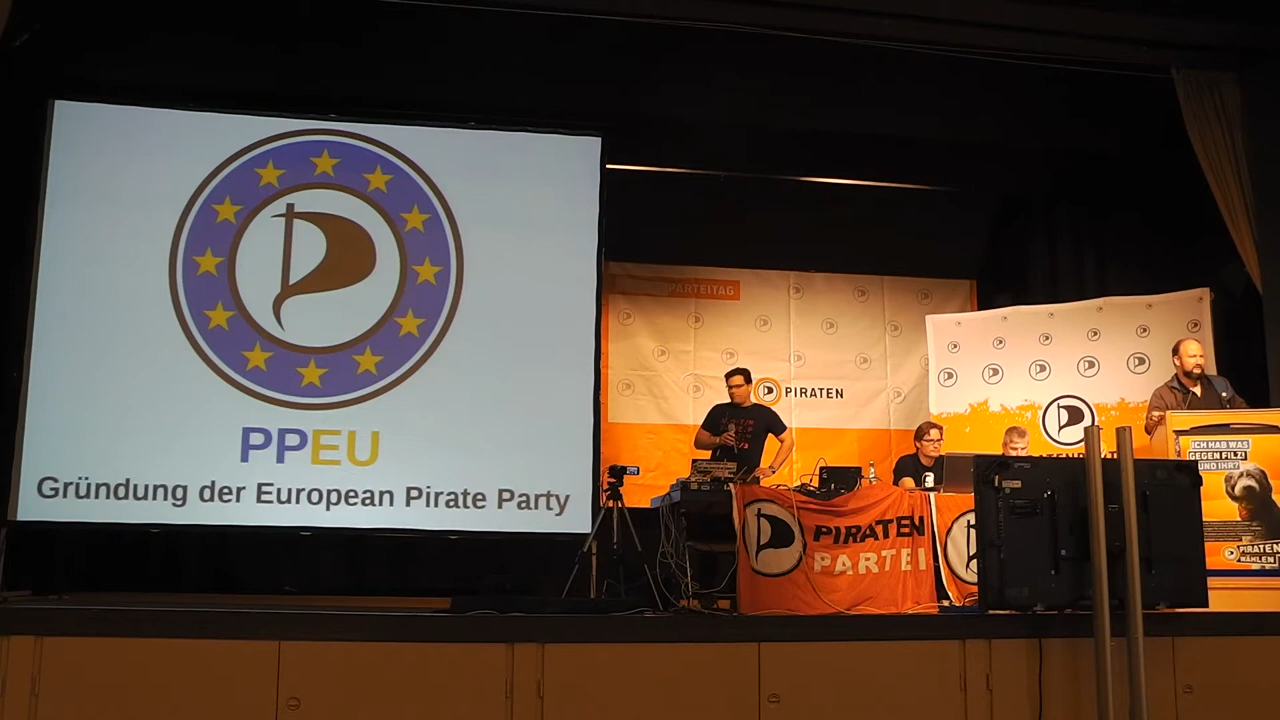 PPEU
Gründung der European Pirate Party
PARTEITAG
PIRATEN
PIRATEN
PARTEI
ICH HAB WAS
GEGEN FILZ!
UND IHR?
PIRATEN
WÄHLEN